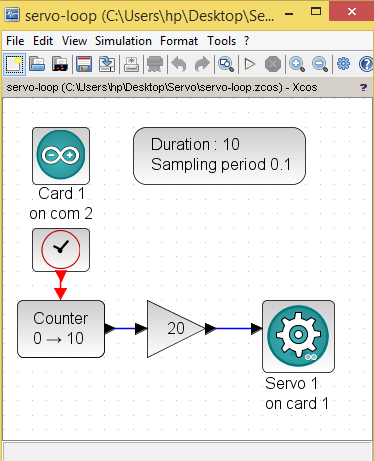 servo-loop (C:\Users\hp\Desktop\Se...
File Edit View Simulation Format Tools ?
servo-loop (C:\Users\hp\Desktop\Servo\servo-loop.zcos) - Xcos
?
Card 1
on com 2
Duration : 10
Sampling period 0.1
Counter
0 → 10
20
Servo 1
on card 1